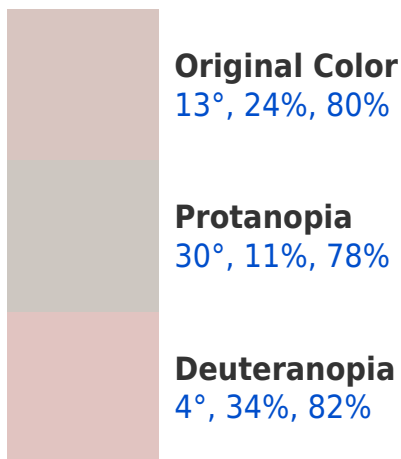 Original Color
13°, 24%, 80%
Protanopia
30°, 11%, 78%
Deuteranopia
4°, 34%, 82%